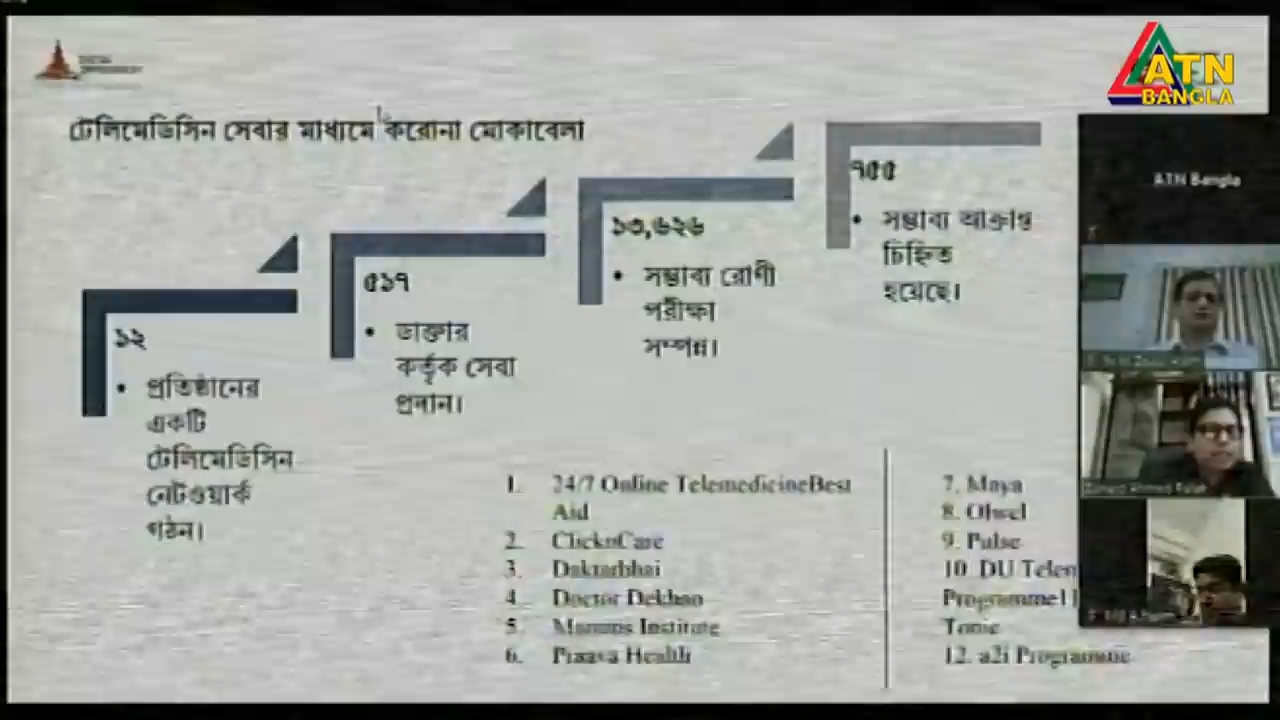 ATN
BANGLA
টেলিমেডিসিন সেবার মাধ্যমে করোনা মোকাবেলা
১২
• প্রতিষ্ঠানের
একটি
টেলিমেডিসিন
নেটওয়ার্ক
গঠন।
৫১৭
• ডাক্তার
কর্তৃক সেবা
প্রদান।
১৩,৬২৬
• সম্ভাব্য রোগী
পরীক্ষা
সম্পন্ন।
৭৫৫
• সম্ভাব্য আক্রান্ত
চিহ্নিত
হয়েছে।
1. 24/7 Online TelemedicineBest
Aid
2. ClicknCare
3. Daktarbhai
4. Doctor Dekhao
5. Institute
6. Praava Health
7. Maya
8. Olwel
9. Pulse
10. DU Telem
Programme11
Tonic
12. a2i Programme
ATN Bangla